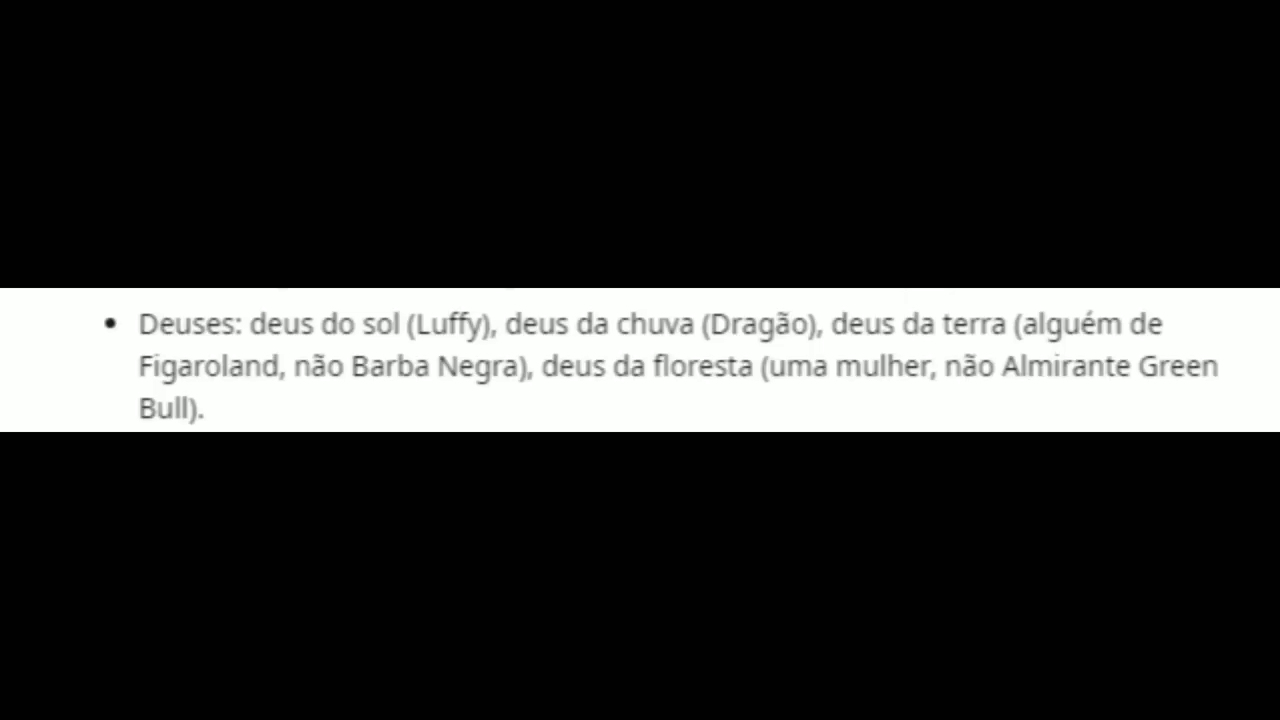 • Deuses: deus do sol (Luffy), deus da chuva (Dragão), deus da terra (alguém de
Figaroland, não Barba Negra), deus da floresta (uma mulher, não Almirante Green
Bull).